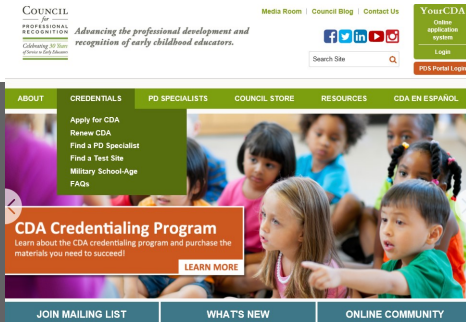 COUNCIL
for
PROFESSIONAL
RECOGNITION
Celebrating 30 Years
of Service to Early Educators
Advancing the professional development and
recognition of early childhood educators.
Media Room | Council Blog | Contact Us
Search Site
YourCDA
Online
application
system
Login
PDS Portal Login
ABOUT CREDENTIALS PD SPECIALISTS COUNCIL STORE RESOURCES CDA EN ESPAÑOL
Apply for CDA
Renew CDA
Find a PD Specialist
Find a Test Site
Military School-Age
FAQs
CDA Credentialing Program
Learn about the CDA credentialing program and purchase the
materials you need to succeed!
LEARN MORE
JOIN MAILING LIST WHAT'S NEW ONLINE COMMUNITY